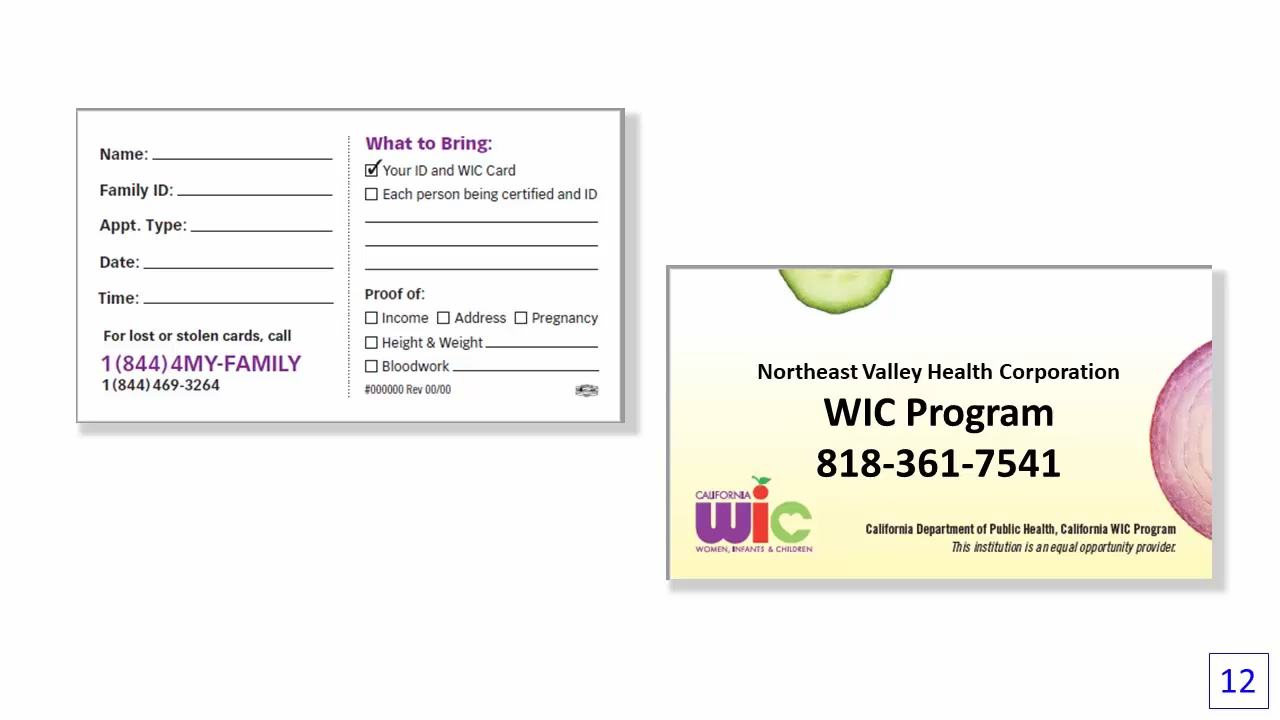 Name:
Family ID:
Appt. Type:
Date:
Time:
For lost or stolen cards, call
1(844)4MY-FAMILY
1(844)469-3264
What to Bring:
Your ID and WIC Card
Each person being certified and ID
Proof of:
Income Address Pregnancy
Height & Weight
Bloodwork
#000000 Rev 00/00
Northeast Valley Health Corporation
WIC Program
818-361-7541
CALIFORNIA
wic
WOMEN, INFANTS & CHILDREN
California Department of Public Health, California WIC Program
This institution is an equal opportunity provider.
12